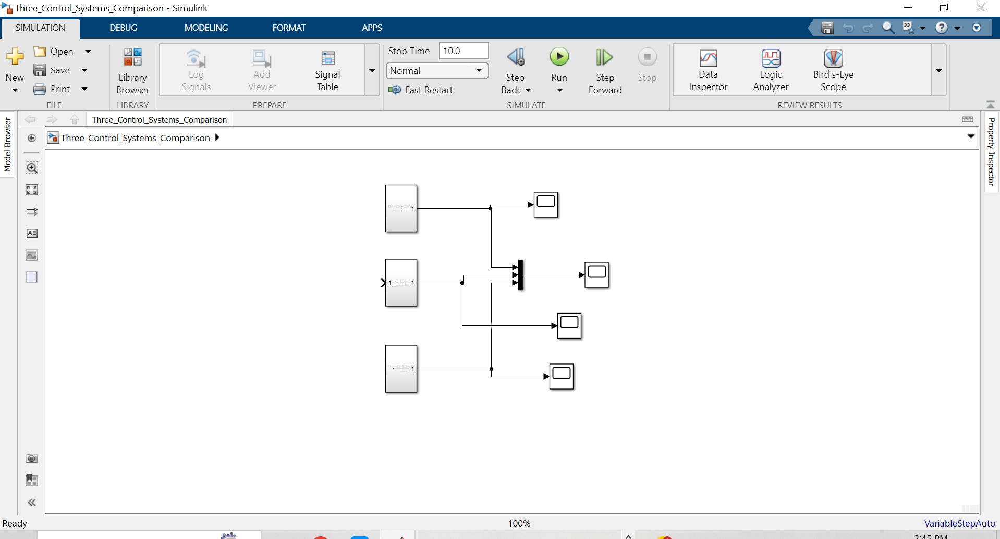 Three_Control_Systems_Comparison - Simulink
SIMULATION DEBUG MODELING FORMAT APPS
New
Open
Save
Print
FILE
Library Browser
LIBRARY
Log Signals
Add Viewer
Signal Table
PREPARE
Stop Time 10.0
Normal
Fast Restart
Step Back
Run
Step Forward
Stop
SIMULATE
Data Inspector
Logic Analyzer
Bird's-Eye Scope
REVIEW RESULTS
Model Browser
Three_Control_Systems_Comparison
Three_Control_Systems_Comparison
Property Inspector
1
1 1
1
Ready 100% VariableStepAuto
2:45 PM